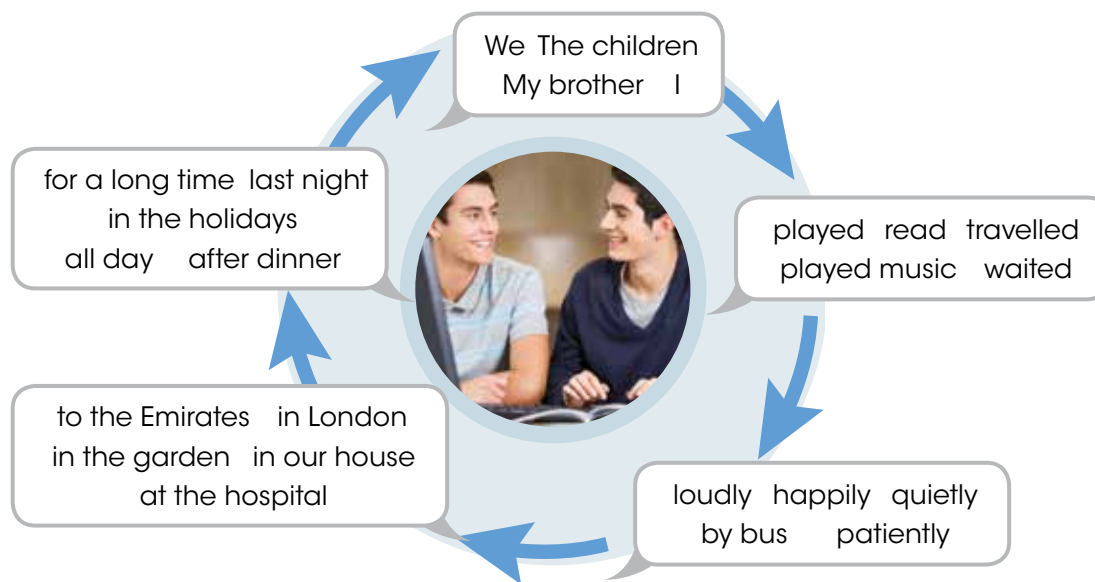 We The children
My brother I
played read travelled
played music waited
loudly happily quietly
by bus patiently
to the Emirates in London
in the garden in our house
at the hospital
for a long time last night
in the holidays
all day after dinner